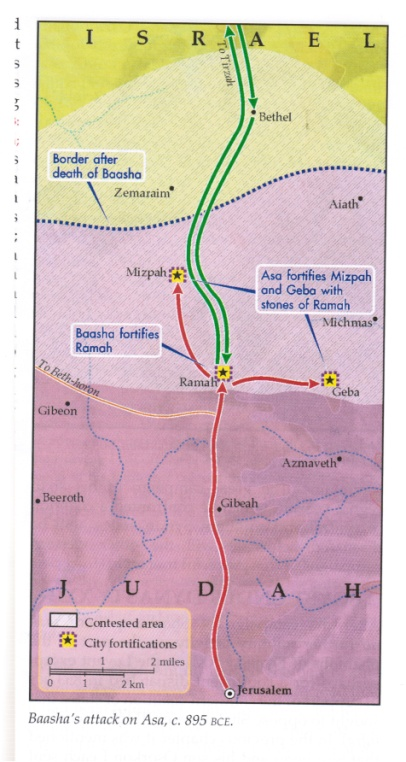 I S R A E L
To Tirzah
Bethel
Border after
death of Baasha
Zemaraim
Aiath
Mizpah
Asa fortifies Mizpah
and Geba with
stones of Ramah
Michmas
Baasha fortifies
Ramah
Ramah
Geba
To Beth-horon
Gibeon
Azmaveth
Beeroth
Gibeah
J U D A H
Contested area
City fortifications
0 1 2 miles
0 1 2 km
Jerusalem
Baasha's attack on Asa, c. 895 BCE.